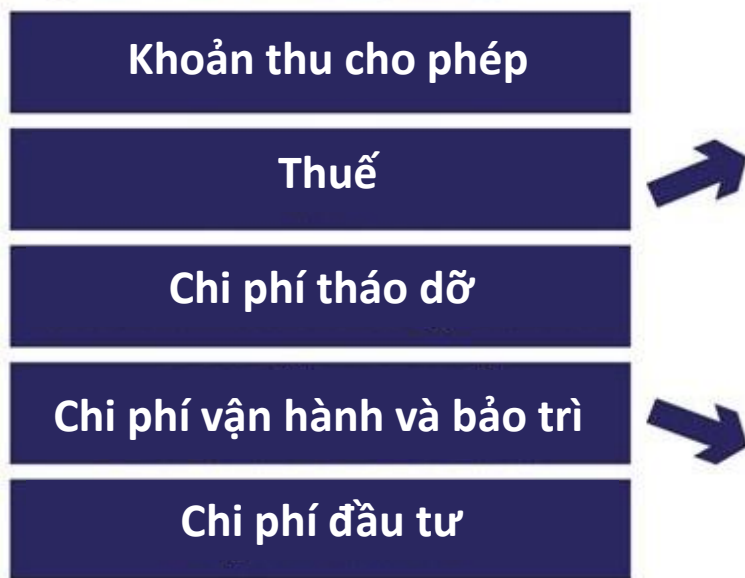 Khoản thu cho phép
Thuế
Chi phí tháo dỡ
Chi phí vận hành và bảo trì
Chi phí đầu tư